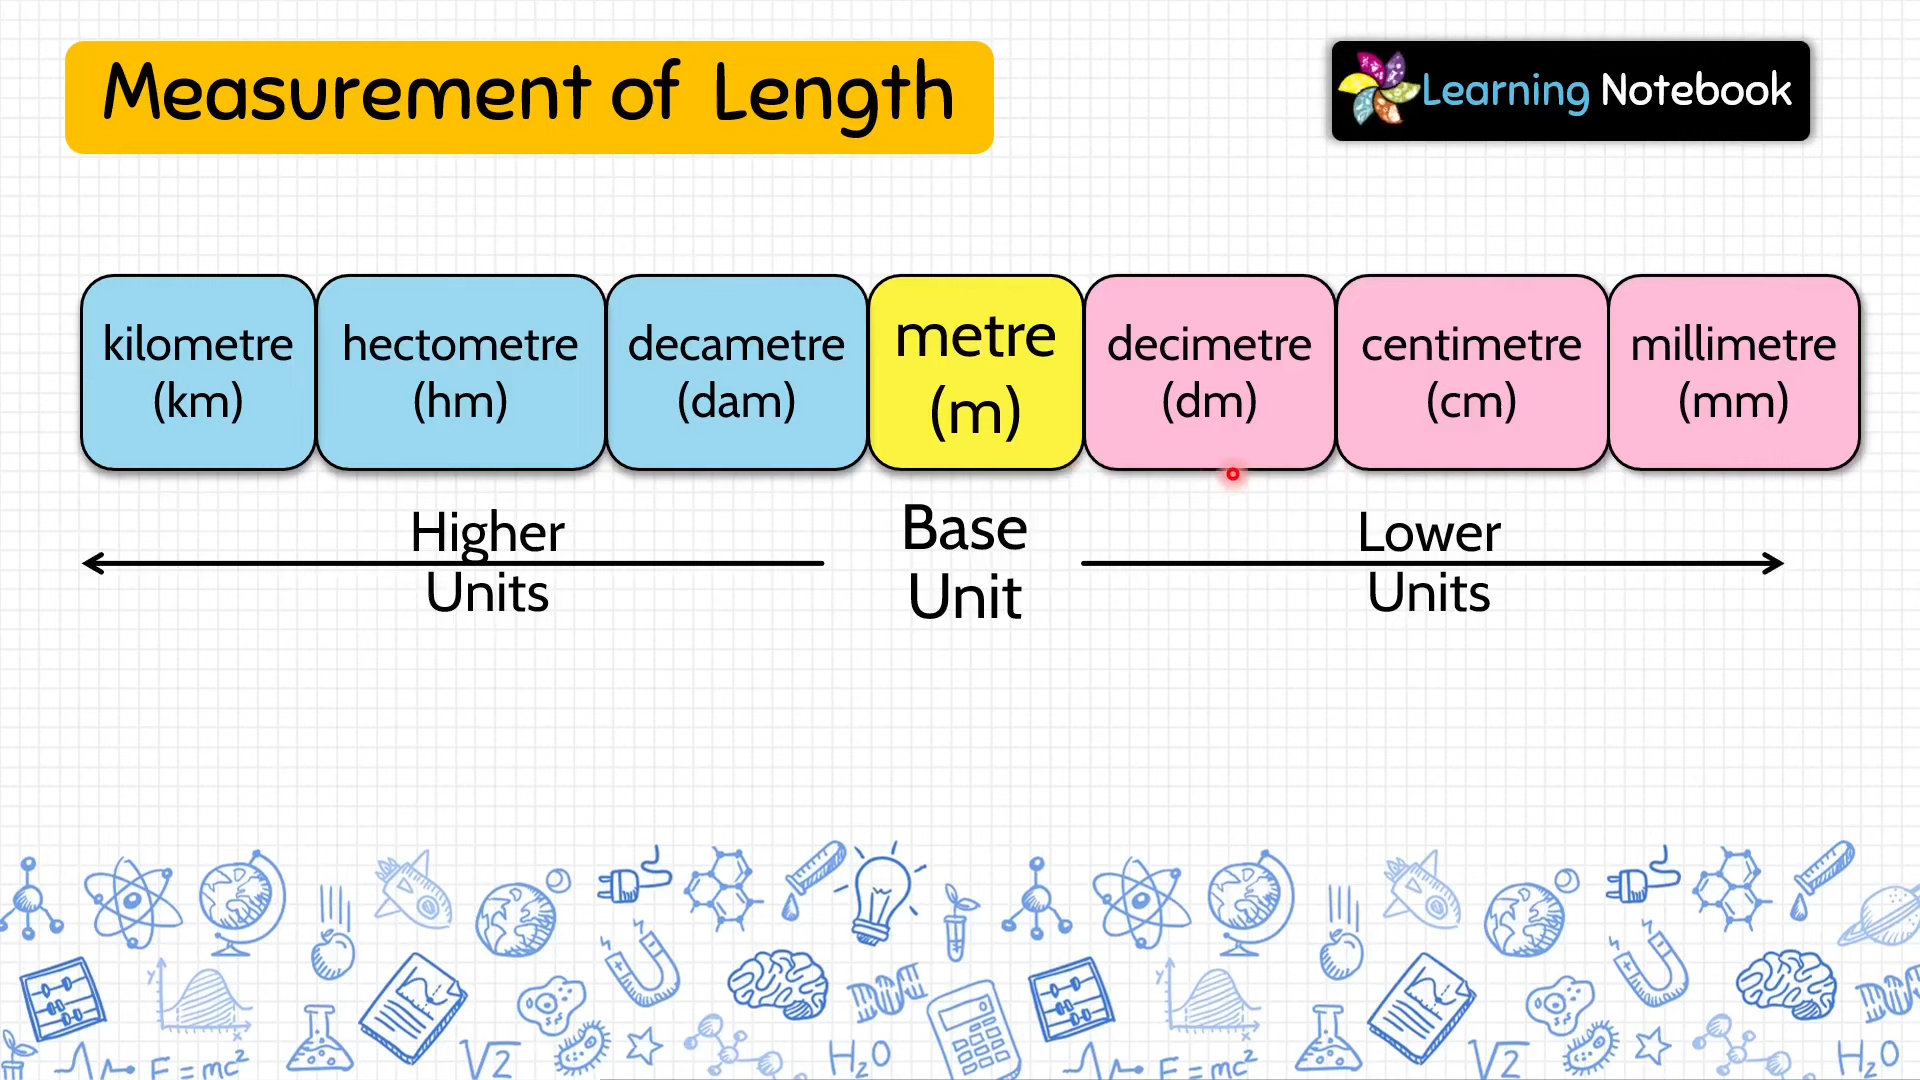 Measurement of Length
Learning Notebook
kilometre
(km)
hectometre
(hm)
decametre
(dam)
metre
(m)
decimetre
(dm)
centimetre
(cm)
millimetre
(mm)
Higher
Units
Base
Unit
Lower
Units
y
x
F=mc²
√2
H₂O
y
x
F=mc²
√2
H₂O